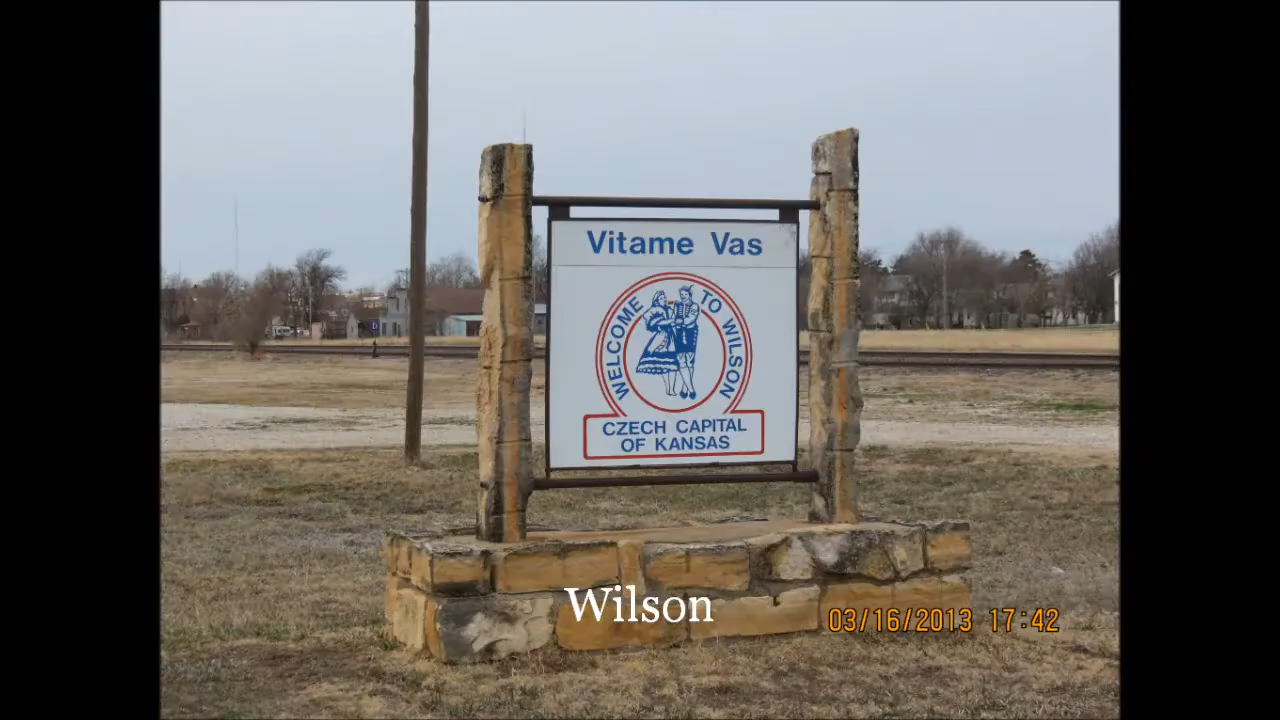 Vitame Vas
WELCOME TO WILSON
CZECH CAPITAL
OF KANSAS
Wilson
03/16/2013 17:42